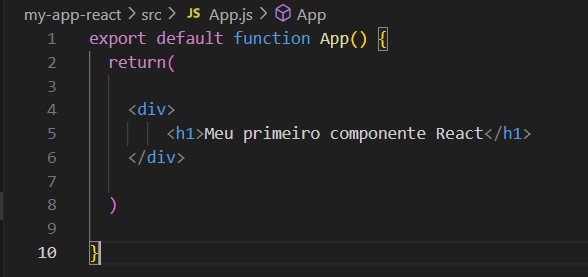 my-app-react > src > JS App.js > App
1 export default function App() {
2 return(
3
4 <div>
5 <h1>Meu primeiro componente React</h1>
6 </div>
7
8 )
9
10 }